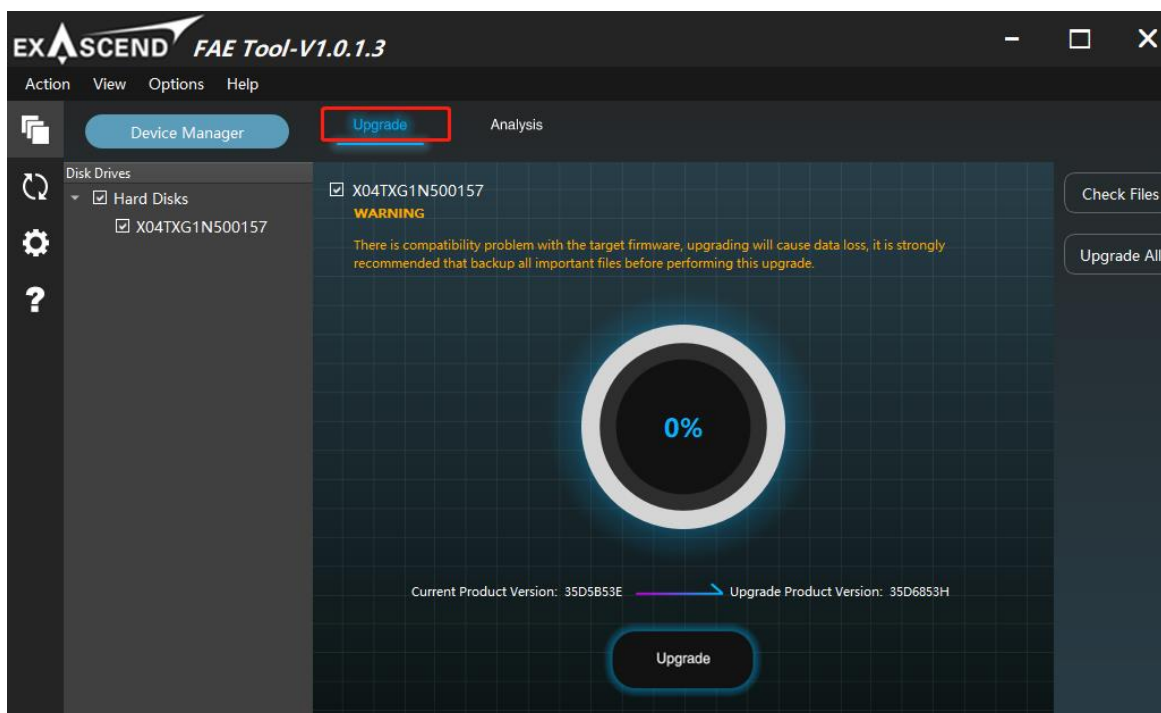 EXASCEND FAE Tool-V1.0.1.3
Action View Options Help
Device Manager
Upgrade Analysis
Disk Drives
Hard Disks
X04TXG1N500157
X04TXG1N500157
WARNING
There is compatibility problem with the target firmware, upgrading will cause data loss, it is strongly
recommended that backup all important files before performing this upgrade.
0%
Current Product Version: 35D5B53E
Upgrade Product Version: 35D6853H
Upgrade
Check Files
Upgrade All